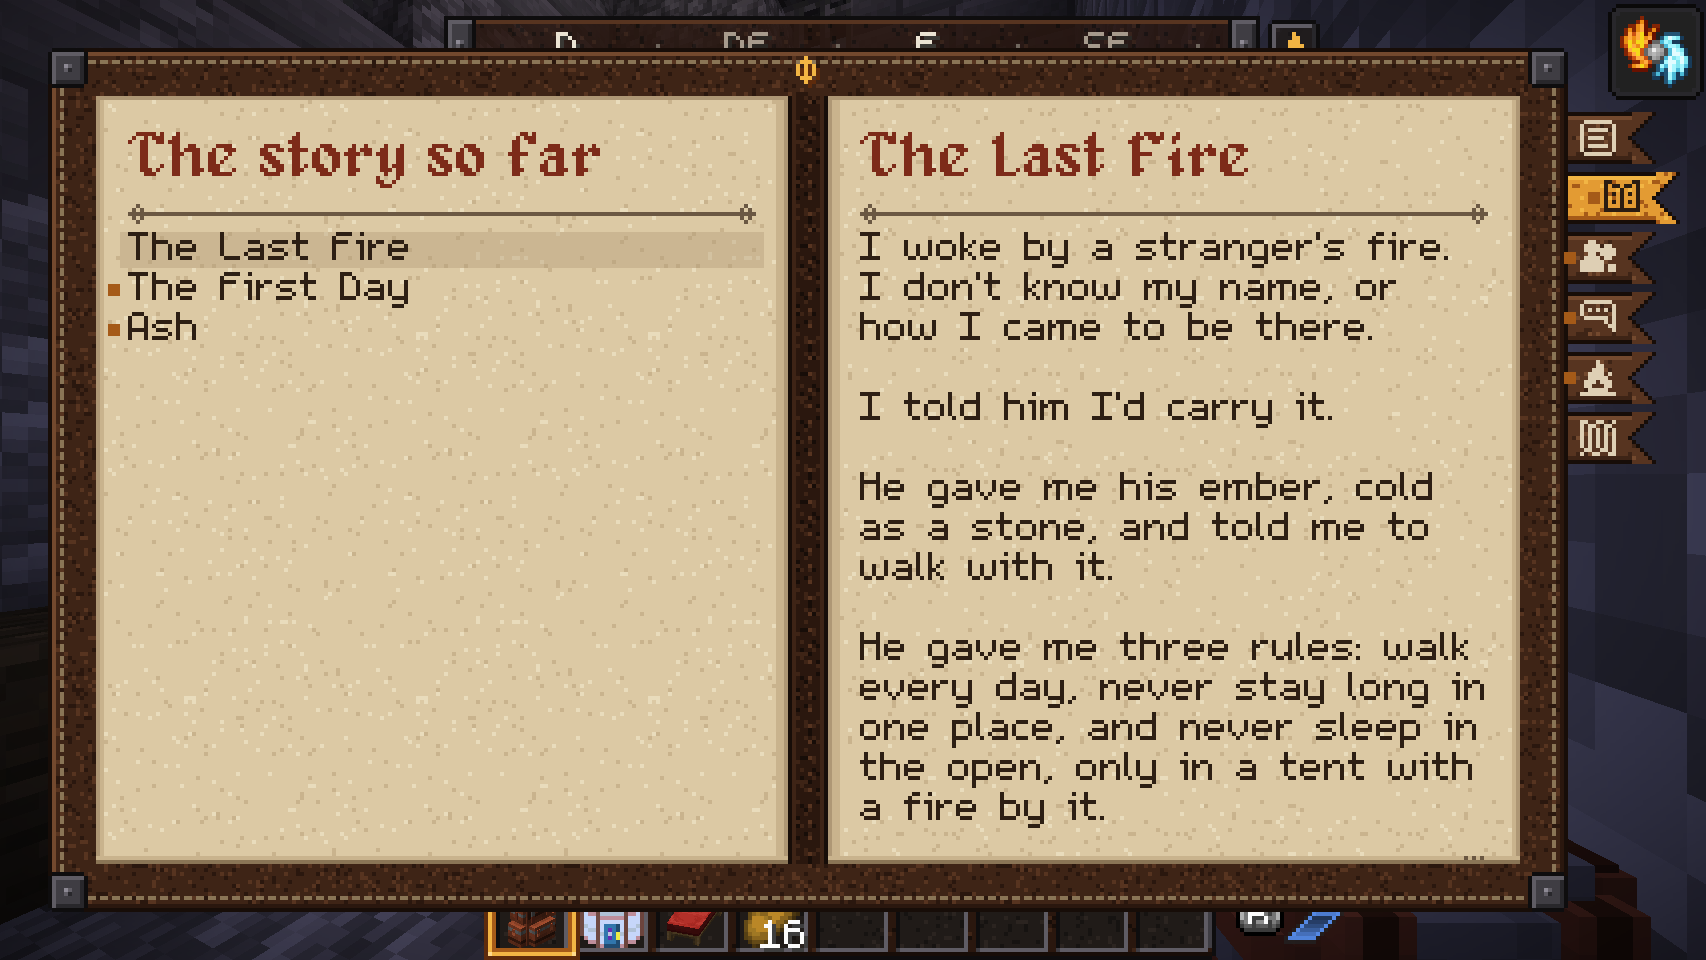 The story so far
The Last Fire
The First Day
Ash
The Last Fire
I woke by a stranger's fire.
I don't know my name, or
how I came to be there.
I told him I'd carry it.
He gave me his ember, cold
as a stone, and told me to
walk with it.
He gave me three rules: walk
every day, never stay long in
one place, and never sleep in
the open, only in a tent with
a fire by it.
...
16